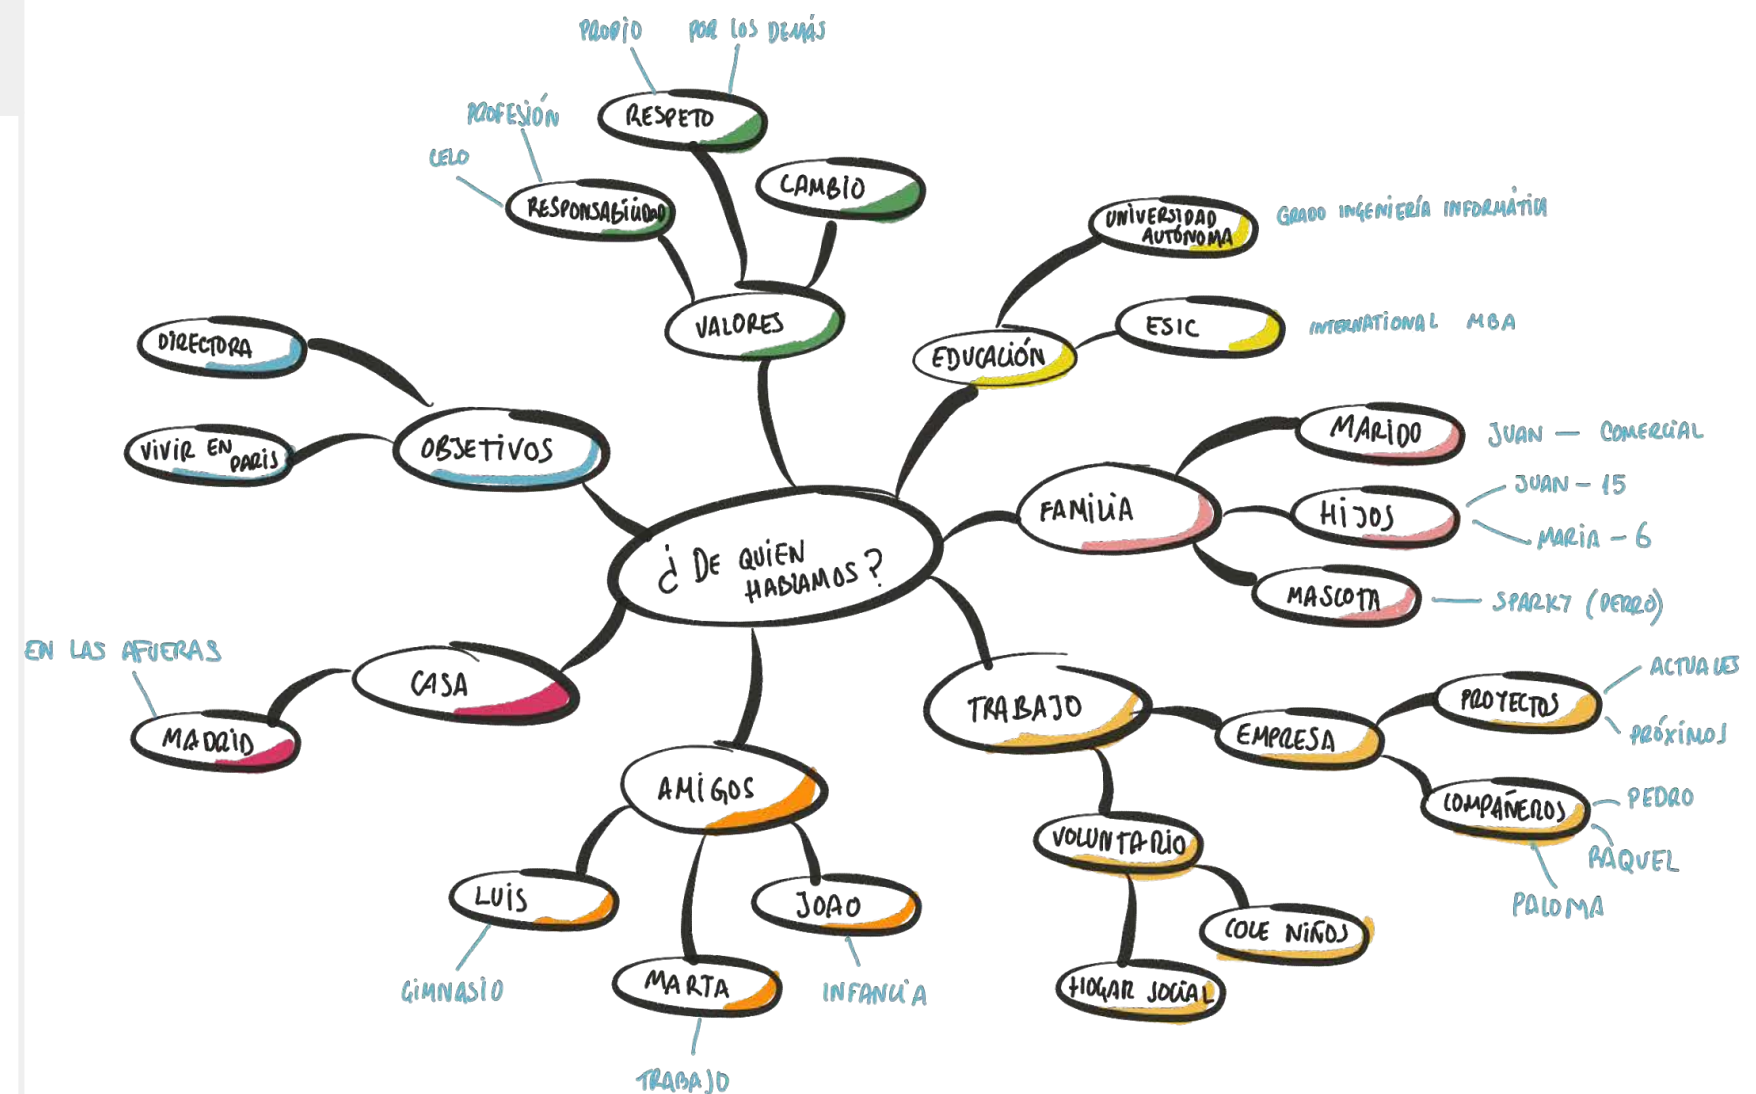 PROPIO
POR LOS DEMÁS
RESPETO
PROFESIÓN
CELO
RESPONSABILIDAD
CAMBIO
VALORES
UNIVERSIDAD
AUTÓNOMA
GRADO INGENIERÍA INFORMÁTICA
ESIC
INTERNATIONAL MBA
EDUCACIÓN
DIRECTORA
VIVIR EN
PARIS
OBJETIVOS
MARIDO
JUAN — COMERCIAL
FAMILIA
HIJOS
JUAN – 15
MARIA – 6
MASCOTA
SPARKY (PERRO)
¿DE QUIEN
HABLAMOS?
EN LAS AFUERAS
CASA
MADRID
TRABAJO
EMPRESA
PROYECTOS
ACTUALES
PRÓXIMOS
COMPAÑEROS
PEDRO
RAQUEL
PALOMA
VOLUNTARIO
COLE NIÑOS
HOGAR SOCIAL
AMIGOS
LUIS
GIMNASIO
MARTA
TRABAJO
JOAO
INFANCIA